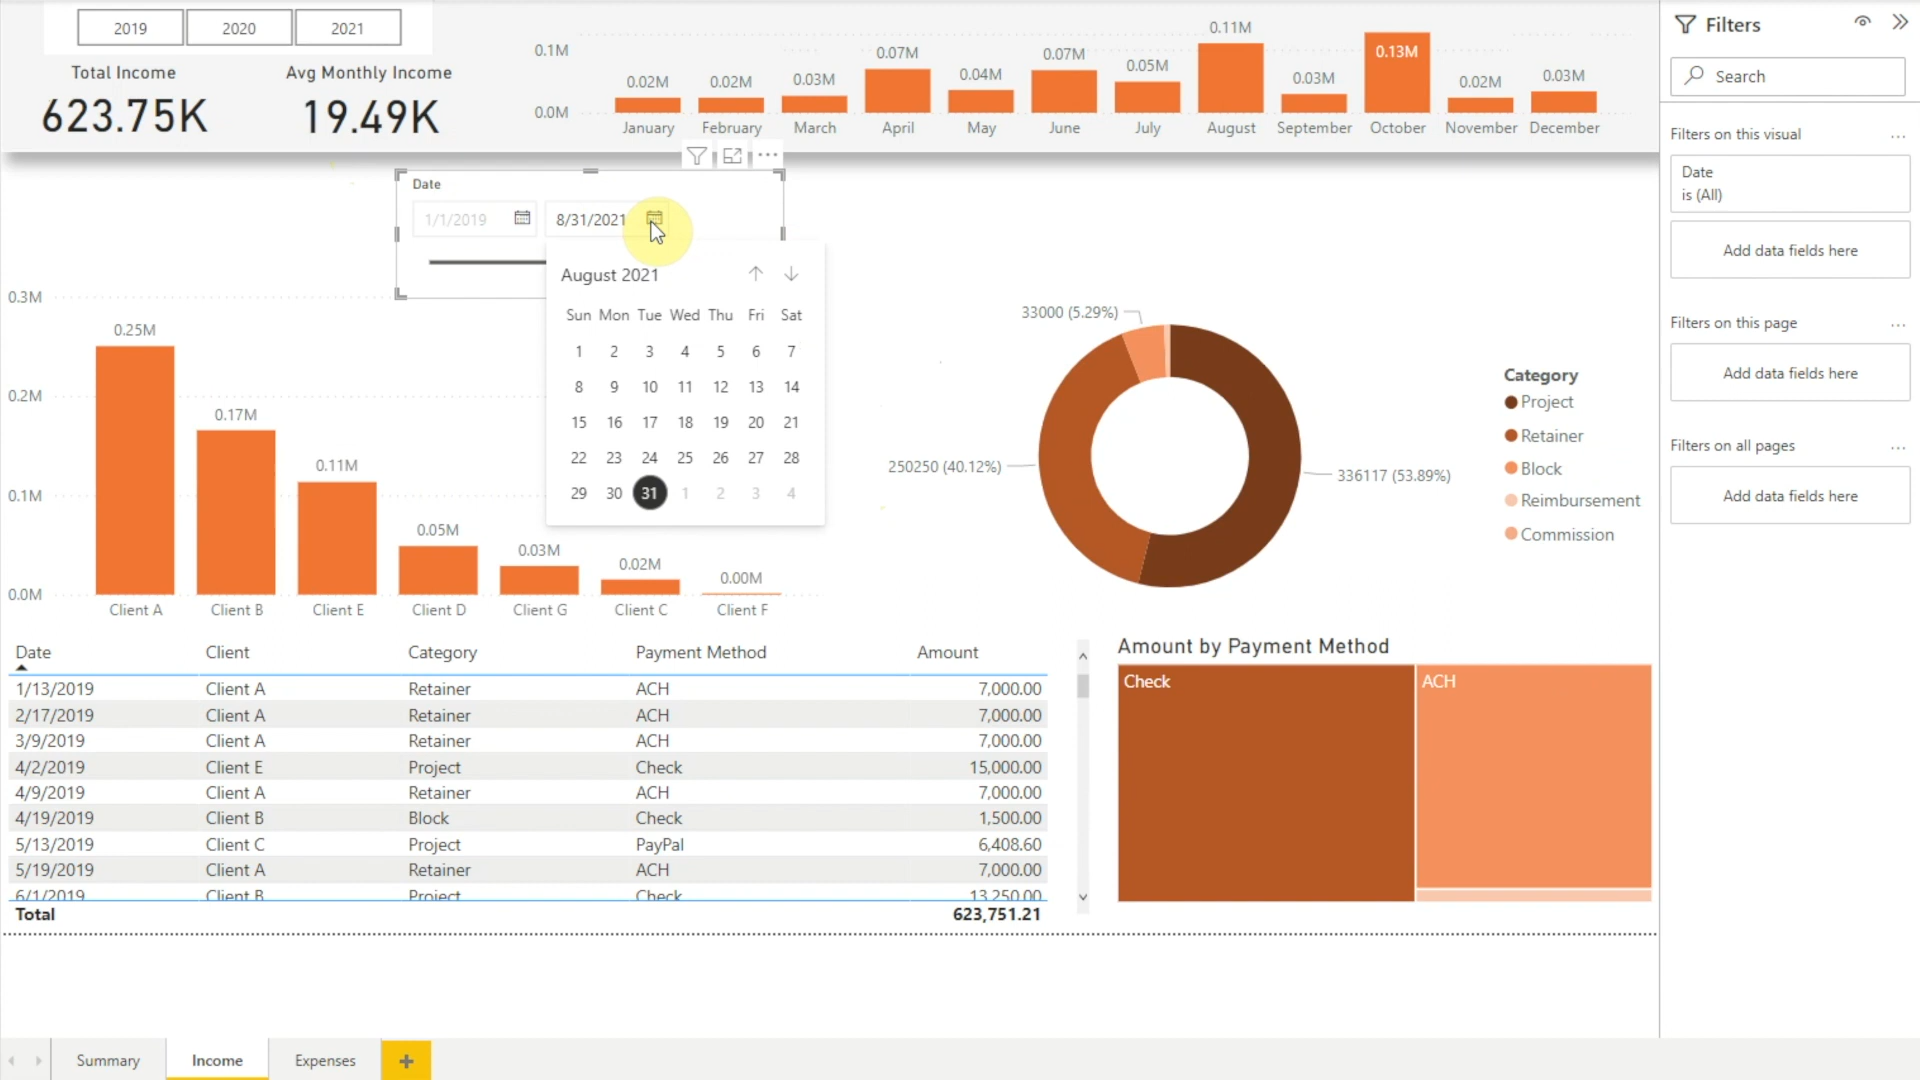 2019 2020 2021
Total Income
623.75K
Avg Monthly Income
19.49K
0.1M
0.0M
0.02M 0.02M 0.03M 0.07M 0.04M 0.07M 0.05M 0.11M 0.03M 0.13M 0.02M 0.03M
January February March April May June July August September October November December
Date
1/1/2019 8/31/2021
August 2021
Sun Mon Tue Wed Thu Fri Sat
1 2 3 4 5 6 7
8 9 10 11 12 13 14
15 16 17 18 19 20 21
22 23 24 25 26 27 28
29 30 31 1 2 3 4
0.3M
0.2M
0.1M
0.0M
0.25M 0.17M 0.11M 0.05M 0.03M 0.02M 0.00M
Client A Client B Client E Client D Client G Client C Client F
33000 (5.29%)
250250 (40.12%)
336117 (53.89%)
Category
Project
Retainer
Block
Reimbursement
Commission
Date Client Category Payment Method Amount
1/13/2019 Client A Retainer ACH 7,000.00
2/17/2019 Client A Retainer ACH 7,000.00
3/9/2019 Client A Retainer ACH 7,000.00
4/2/2019 Client E Project Check 15,000.00
4/9/2019 Client A Retainer ACH 7,000.00
4/19/2019 Client B Block Check 1,500.00
5/13/2019 Client C Project PayPal 6,408.60
5/19/2019 Client A Retainer ACH 7,000.00
6/1/2019 Client B Project Check 13,250.00
Total 623,751.21
Amount by Payment Method
Check
ACH
Filters
Search
Filters on this visual ...
Date
is (All)
Add data fields here
Filters on this page ...
Add data fields here
Filters on all pages ...
Add data fields here
Summary Income Expenses +